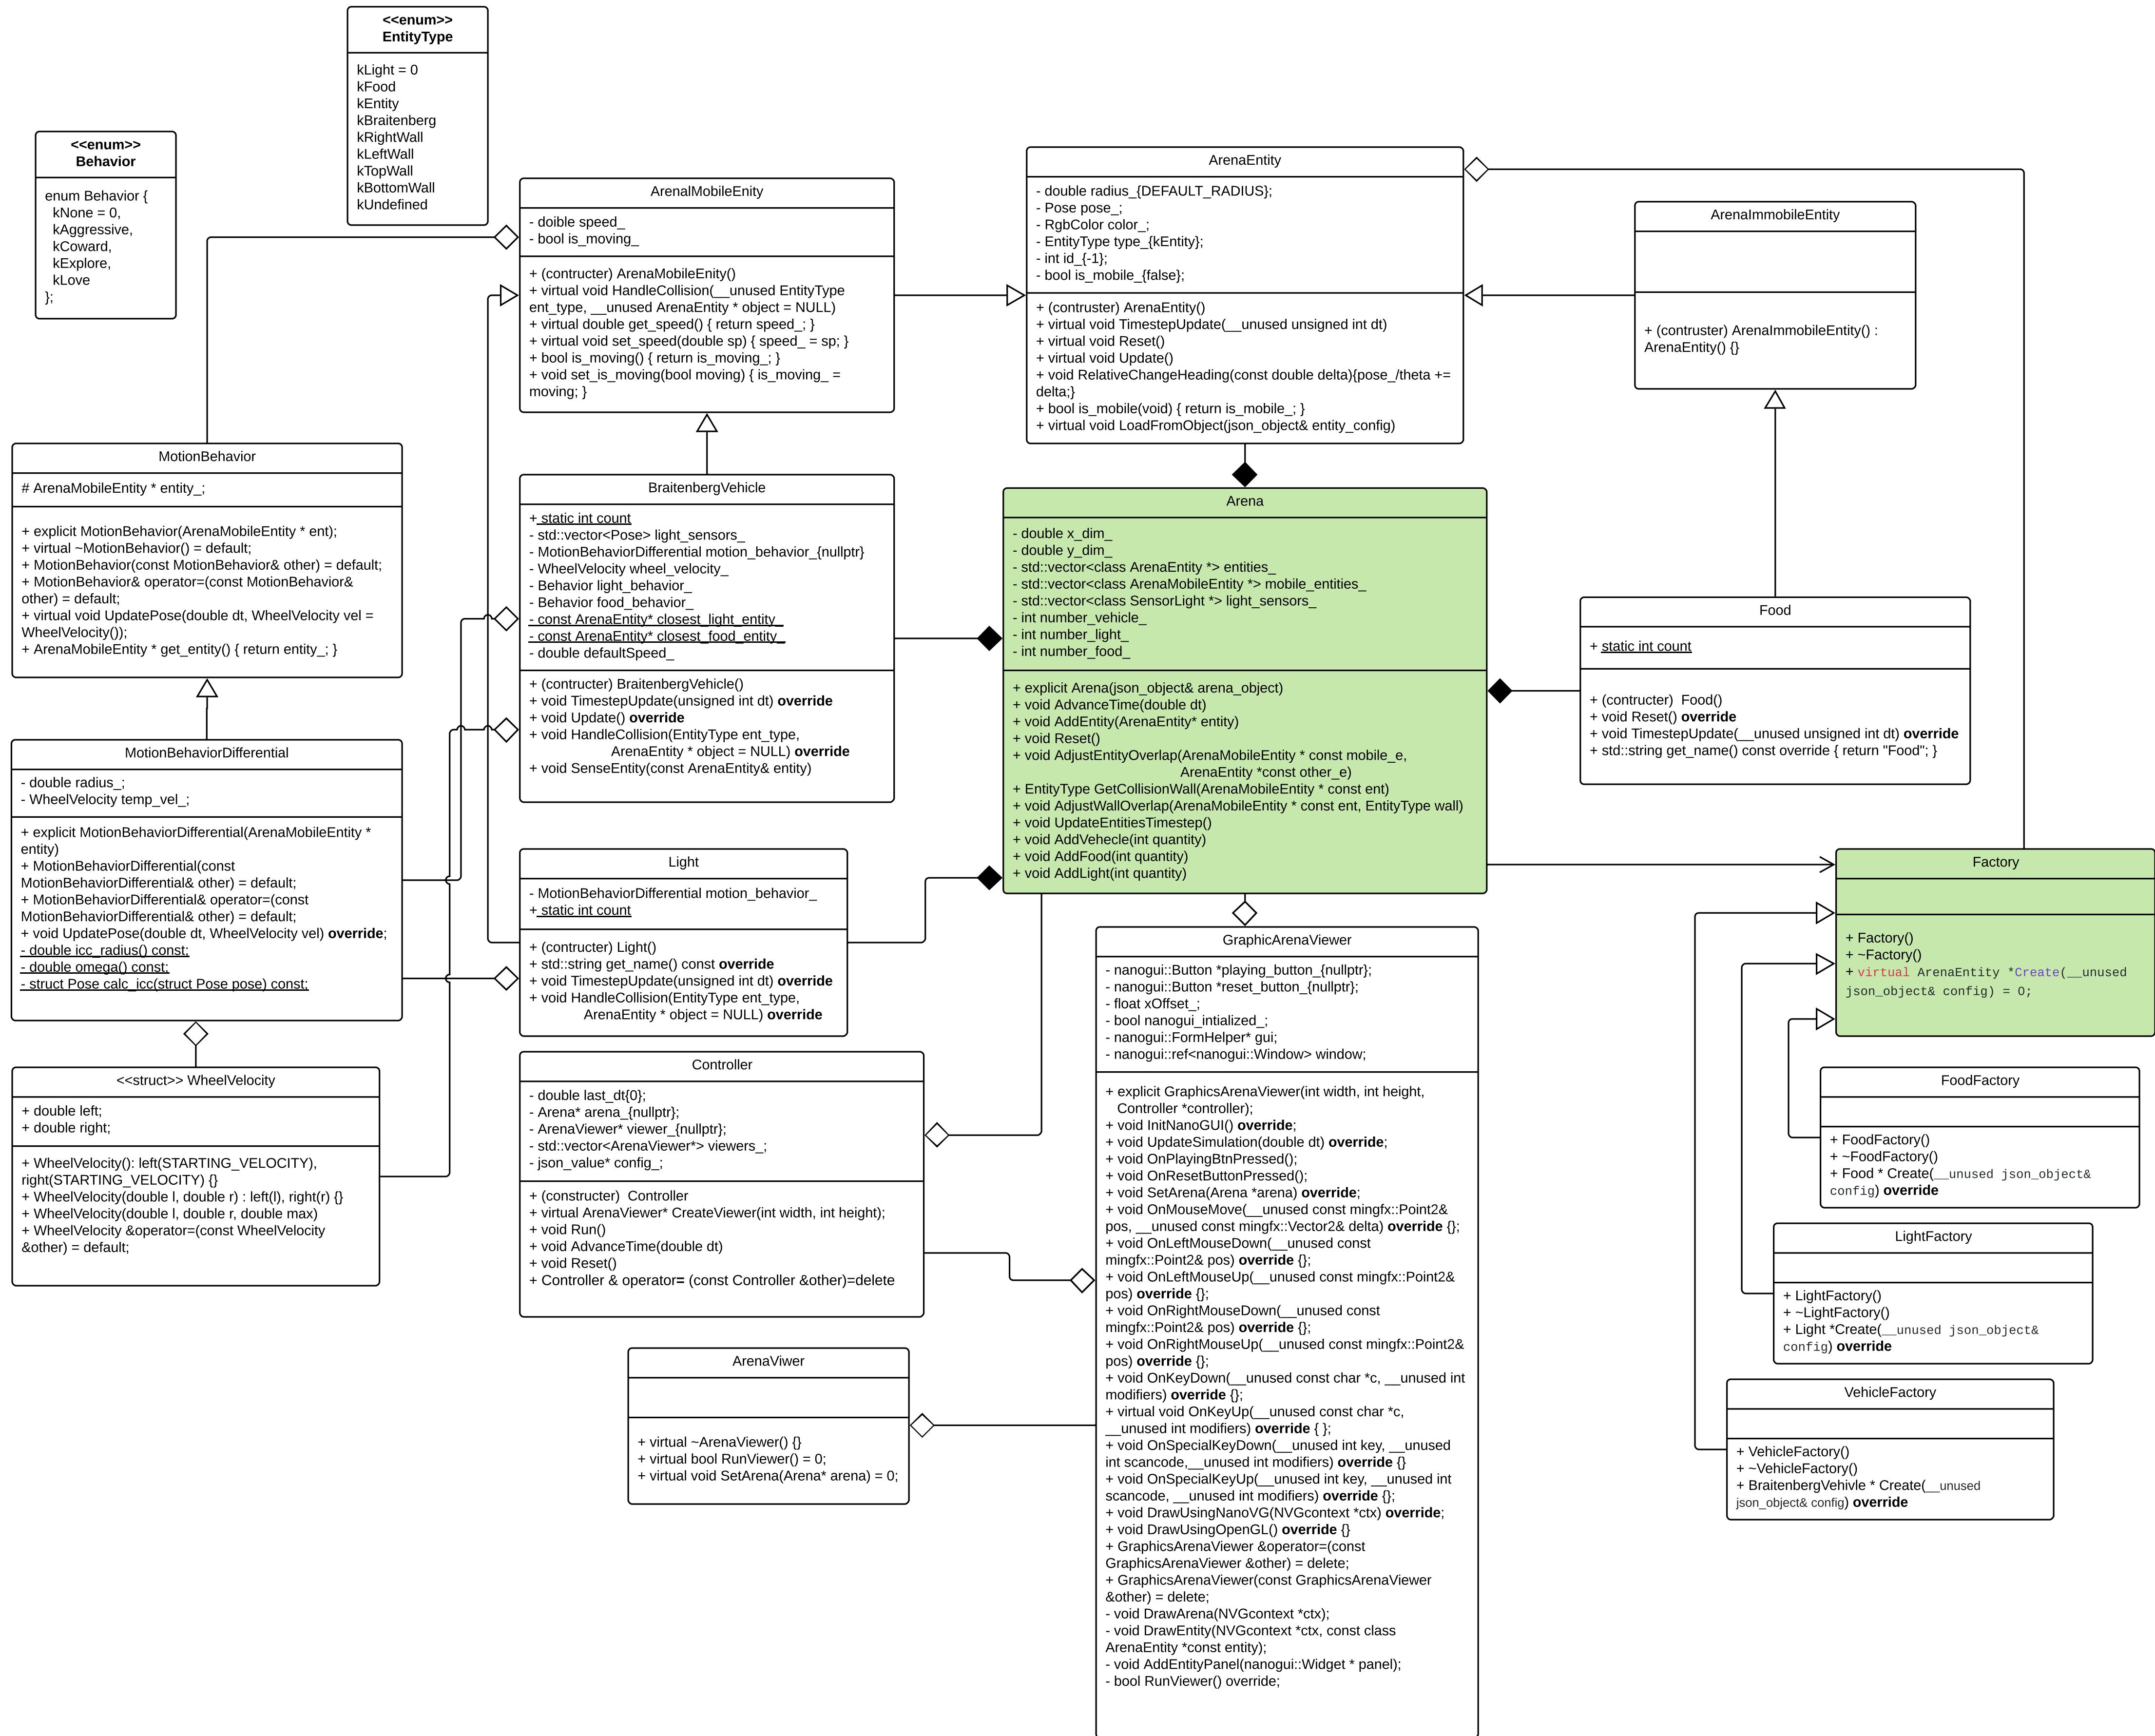 <<enum>>
EntityType
kLight = 0
kFood
kEntity
kBraitenberg
kRightWall
kLeftWall
kTopWall
kBottomWall
kUndefined
<<enum>>
Behavior
enum Behavior {
kNone = 0,
kAggressive,
kCoward,
kExplore,
kLove
};
ArenalMobileEnity
- doible speed_
- bool is_moving_
+ (contructer) ArenaMobileEnity()
+ virtual void HandleCollision(__unused EntityType
ent_type, __unused ArenaEntity * object = NULL)
+ virtual double get_speed() { return speed_; }
+ virtual void set_speed(double sp) { speed_ = sp; }
+ bool is_moving() { return is_moving_; }
+ void set_is_moving(bool moving) { is_moving_ =
moving; }
ArenaEntity
- double radius_{DEFAULT_RADIUS};
- Pose pose_;
- RgbColor color_;
- EntityType type_{kEntity};
- int id_{-1};
- bool is_mobile_{false};
+ (contruster) ArenaEntity()
+ virtual void TimestepUpdate(__unused unsigned int dt)
+ virtual void Reset()
+ virtual void Update()
+ void RelativeChangeHeading(const double delta){pose_/theta +=
delta;}
+ bool is_mobile(void) { return is_mobile_; }
+ virtual void LoadFromObject(json_object& entity_config)
ArenaImmobileEntity
+ (contruster) ArenaImmobileEntity() :
ArenaEntity() {}
MotionBehavior
# ArenaMobileEntity * entity_;
+ explicit MotionBehavior(ArenaMobileEntity * ent);
+ virtual ~MotionBehavior() = default;
+ MotionBehavior(const MotionBehavior& other) = default;
+ MotionBehavior& operator=(const MotionBehavior&
other) = default;
+ virtual void UpdatePose(double dt, WheelVelocity vel =
WheelVelocity());
+ ArenaMobileEntity * get_entity() { return entity_; }
BraitenbergVehicle
+ static int count
- std::vector<Pose> light_sensors_
- MotionBehaviorDifferential motion_behavior_{nullptr}
- WheelVelocity wheel_velocity_
- Behavior light_behavior_
- Behavior food_behavior_
- const ArenaEntity* closest_light_entity_
- const ArenaEntity* closest_food_entity_
- double defaultSpeed_
+ (contructer) BraitenbergVehicle()
+ void TimestepUpdate(unsigned int dt) override
+ void Update() override
+ void HandleCollision(EntityType ent_type,
ArenaEntity * object = NULL) override
+ void SenseEntity(const ArenaEntity& entity)
Arena
- double x_dim_
- double y_dim_
- std::vector<class ArenaEntity *> entities_
- std::vector<class ArenaMobileEntity *> mobile_entities_
- std::vector<class SensorLight *> light_sensors_
- int number_vehicle_
- int number_light_
- int number_food_
+ explicit Arena(json_object& arena_object)
+ void AdvanceTime(double dt)
+ void AddEntity(ArenaEntity* entity)
+ void Reset()
+ void AdjustEntityOverlap(ArenaMobileEntity * const mobile_e,
ArenaEntity *const other_e)
+ EntityType GetCollisionWall(ArenaMobileEntity * const ent)
+ void AdjustWallOverlap(ArenaMobileEntity * const ent, EntityType wall)
+ void UpdateEntitiesTimestep()
+ void AddVehecle(int quantity)
+ void AddFood(int quantity)
+ void AddLight(int quantity)
Food
+ static int count
+ (contructer) Food()
+ void Reset() override
+ void TimestepUpdate(__unused unsigned int dt) override
+ std::string get_name() const override { return "Food"; }
MotionBehaviorDifferential
- double radius_;
- WheelVelocity temp_vel_;
+ explicit MotionBehaviorDifferential(ArenaMobileEntity *
entity)
+ MotionBehaviorDifferential(const
MotionBehaviorDifferential& other) = default;
+ MotionBehaviorDifferential& operator=(const
MotionBehaviorDifferential& other) = default;
+ void UpdatePose(double dt, WheelVelocity vel) override;
- double icc_radius() const;
- double omega() const;
- struct Pose calc_icc(struct Pose pose) const;
Light
- MotionBehaviorDifferential motion_behavior_
+ static int count
+ (contructer) Light()
+ std::string get_name() const override
+ void TimestepUpdate(unsigned int dt) override
+ void HandleCollision(EntityType ent_type,
ArenaEntity * object = NULL) override
Factory
+ Factory()
+ ~Factory()
+ virtual ArenaEntity *Create(__unused
json_object& config) = 0;
GraphicArenaViewer
- nanogui::Button *playing_button_{nullptr};
- nanogui::Button *reset_button_{nullptr};
- float xOffset_;
- bool nanogui_intialized_;
- nanogui::FormHelper* gui;
- nanogui::ref<nanogui::Window> window;
+ explicit GraphicsArenaViewer(int width, int height,
Controller *controller);
+ void InitNanoGUI() override;
+ void UpdateSimulation(double dt) override;
+ void OnPlayingBtnPressed();
+ void OnResetButtonPressed();
+ void SetArena(Arena *arena) override;
+ void OnMouseMove(__unused const mingfx::Point2&
pos, __unused const mingfx::Vector2& delta) override {};
+ void OnLeftMouseDown(__unused const
mingfx::Point2& pos) override {};
+ void OnLeftMouseUp(__unused const mingfx::Point2&
pos) override {};
+ void OnRightMouseDown(__unused const
mingfx::Point2& pos) override {};
+ void OnRightMouseUp(__unused const mingfx::Point2&
pos) override {};
+ void OnKeyDown(__unused const char *c, __unused int
modifiers) override {};
+ virtual void OnKeyUp(__unused const char *c,
__unused int modifiers) override { };
+ void OnSpecialKeyDown(__unused int key, __unused
int scancode,__unused int modifiers) override {}
+ void OnSpecialKeyUp(__unused int key, __unused int
scancode, __unused int modifiers) override {};
+ void DrawUsingNanoVG(NVGcontext *ctx) override;
+ void DrawUsingOpenGL() override {}
+ GraphicsArenaViewer &operator=(const
GraphicsArenaViewer &other) = delete;
+ GraphicsArenaViewer(const GraphicsArenaViewer
&other) = delete;
- void DrawArena(NVGcontext *ctx);
- void DrawEntity(NVGcontext *ctx, const class
ArenaEntity *const entity);
- void AddEntityPanel(nanogui::Widget * panel);
- bool RunViewer() override;
Controller
- double last_dt{0};
- Arena* arena_{nullptr};
- ArenaViewer* viewer_{nullptr};
- std::vector<ArenaViewer*> viewers_;
- json_value* config_;
+ (constructer) Controller
+ virtual ArenaViewer* CreateViewer(int width, int height);
+ void Run()
+ void AdvanceTime(double dt)
+ void Reset()
+ Controller & operator= (const Controller &other)=delete
<<struct>> WheelVelocity
+ double left;
+ double right;
+ WheelVelocity(): left(STARTING_VELOCITY),
right(STARTING_VELOCITY) {}
+ WheelVelocity(double l, double r) : left(l), right(r) {}
+ WheelVelocity(double l, double r, double max)
+ WheelVelocity &operator=(const WheelVelocity
&other) = default;
FoodFactory
+ FoodFactory()
+ ~FoodFactory()
+ Food * Create(__unused json_object&
config) override
LightFactory
+ LightFactory()
+ ~LightFactory()
+ Light *Create(__unused json_object&
config) override
ArenaViwer
+ virtual ~ArenaViewer() {}
+ virtual bool RunViewer() = 0;
+ virtual void SetArena(Arena* arena) = 0;
VehicleFactory
+ VehicleFactory()
+ ~VehicleFactory()
+ BraitenbergVehivle * Create(__unused
json_object& config) override